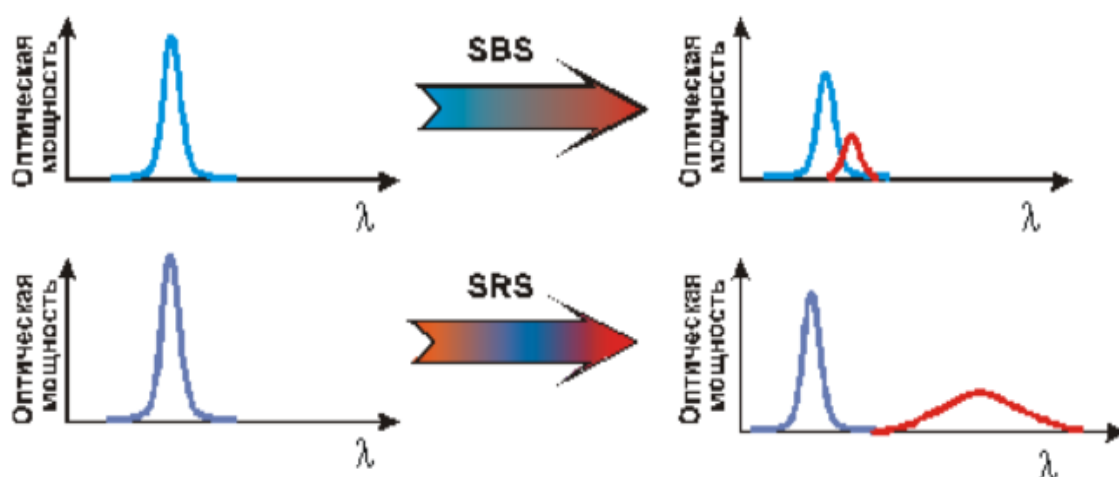 Оптическая
мощность
λ
SBS
Оптическая
мощность
λ
Оптическая
мощность
λ
SRS
Оптическая
мощность
λ